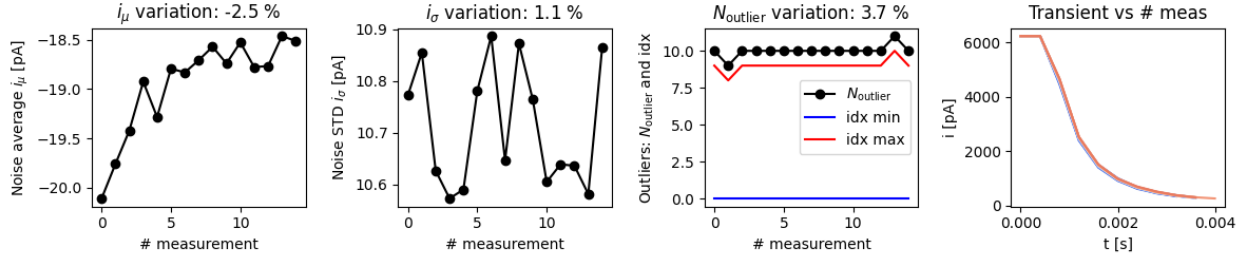 i_μ variation: -2.5 %
Noise average i_μ [pA]
−18.5
−19.0
−19.5
−20.0
0
5
10
# measurement
i_σ variation: 1.1 %
Noise STD i_σ [pA]
10.9
10.8
10.7
10.6
0
5
10
# measurement
N_outlier variation: 3.7 %
Outliers: N_outlier and idx
10.0
7.5
5.0
2.5
0.0
N_outlier
idx min
idx max
0
5
10
# measurement
Transient vs # meas
i [pA]
6000
4000
2000
0
0.000
0.002
0.004
t [s]